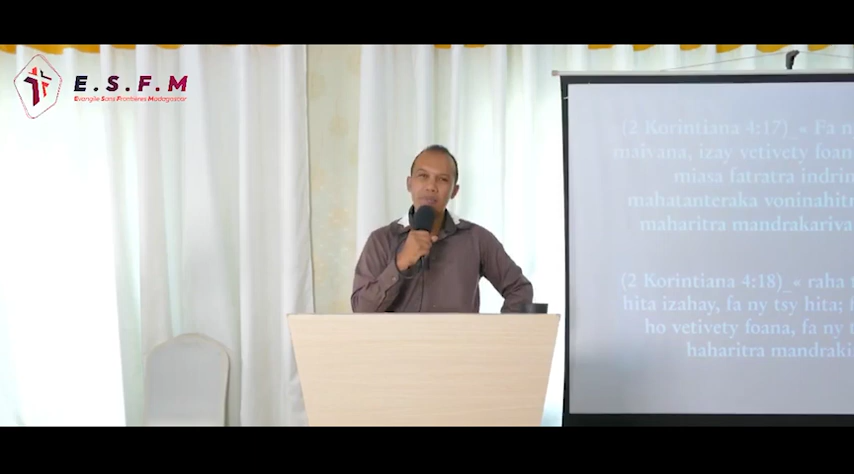 E.S.F.M
Evangile Sans Frontières Madagascar
(2 Korintiana 4:17)_« Fa n
maivana, izay vetivety foan
miasa fatratra indrin
mahatanteraka voninahitr
maharitra mandrakariva
(2 Korintiana 4:18)_« raha t
hita izahay, fa ny tsy hita; f
ho vetivety foana, fa ny t
haharitra mandraki